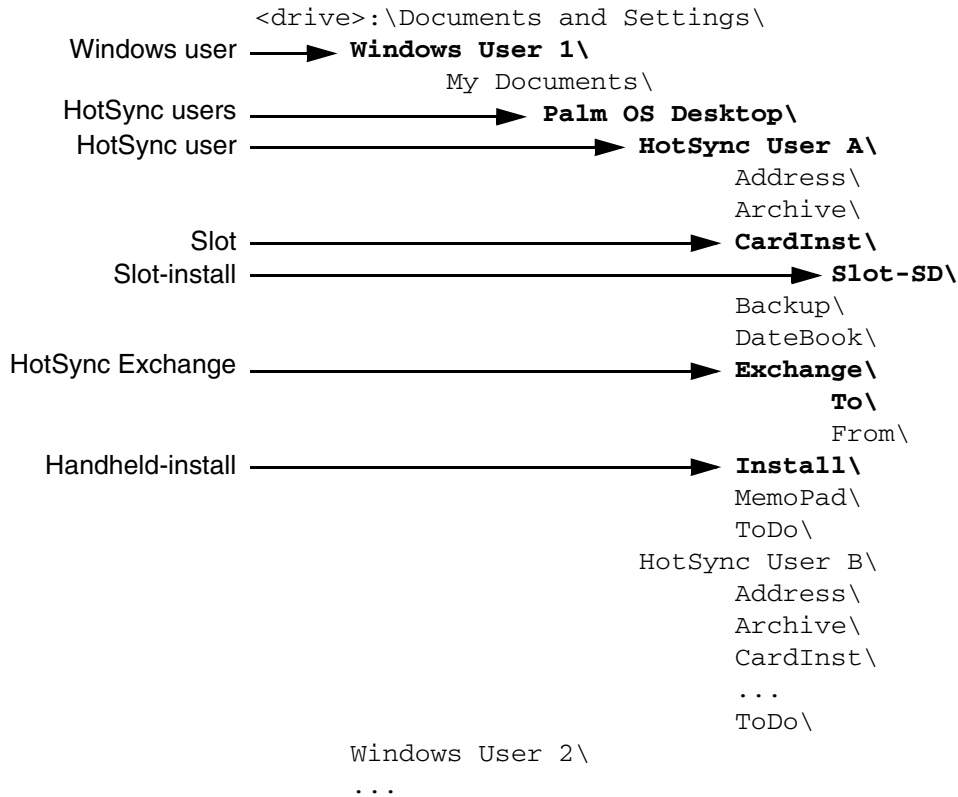 <drive>:\Documents and Settings\
Windows user Windows User 1\
My Documents\
HotSync users Palm OS Desktop\
HotSync user HotSync User A\
Address\
Archive\
Slot CardInst\
Slot-install Slot-SD\
Backup\
DateBook\
HotSync Exchange Exchange\
To\
From\
Handheld-install Install\
MemoPad\
ToDo\
HotSync User B\
Address\
Archive\
CardInst\
...
ToDo\
Windows User 2\
...